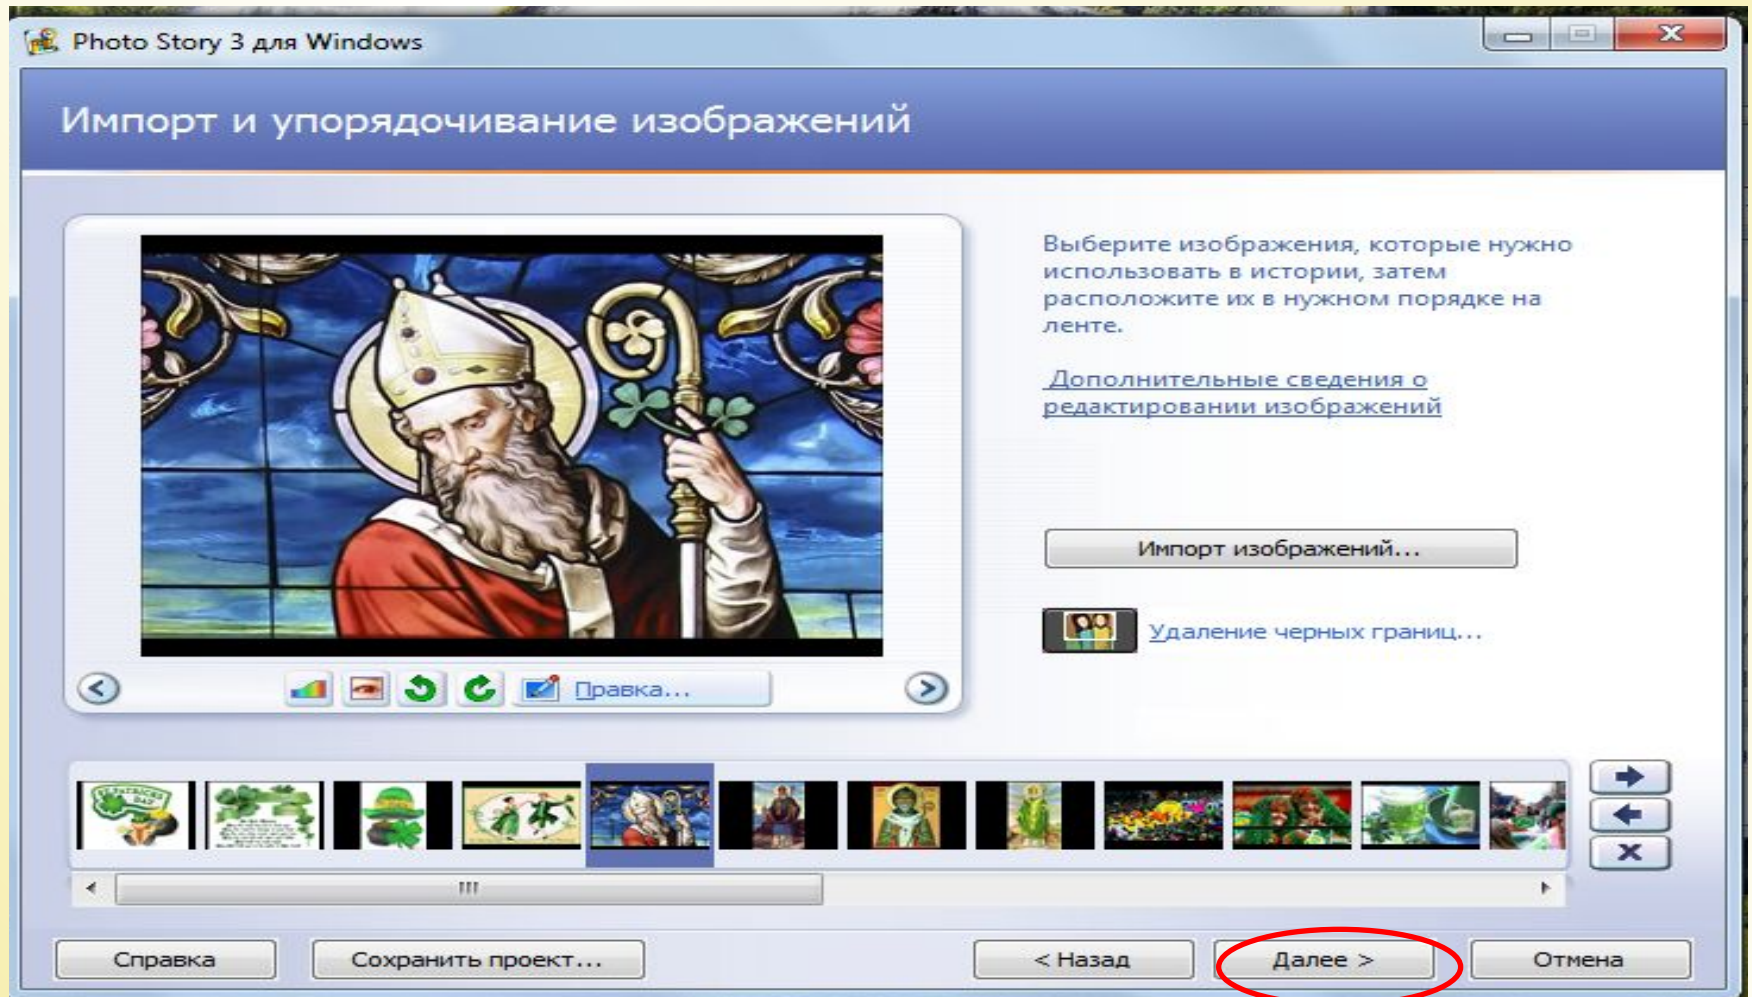 Photo Story 3 для Windows
Импорт и упорядочивание изображений
Выберите изображения, которые нужно
использовать в истории, затем
расположите их в нужном порядке на
ленте.
Дополнительные сведения о
редактировании изображений
Импорт изображений...
Удаление черных границ...
Правка...
Справка
Сохранить проект...
< Назад
Далее >
Отмена